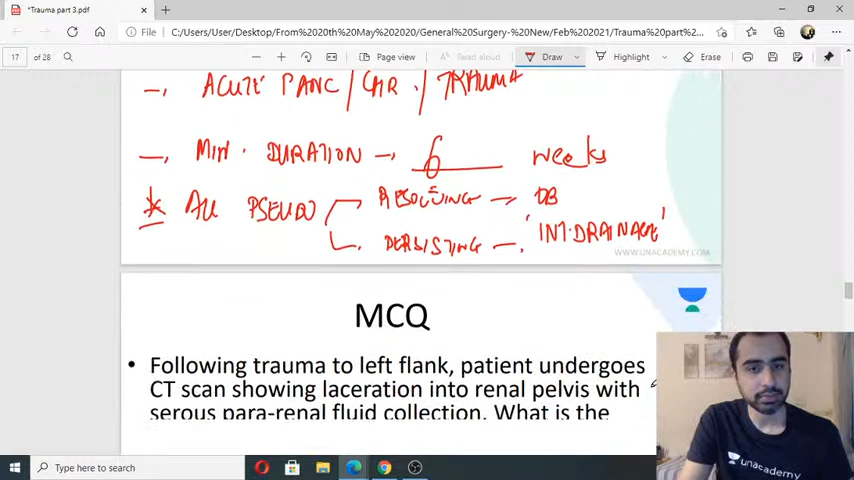 *Trauma part 3.pdf
File C:/Users/User/Desktop/From%2020th%20May%202020/General%20Surgery-%20New/Feb%202021/Trauma%20part%2...
17 of 28
Page view
Read aloud
Draw
Highlight
Erase
— ACUTE PANC / CHR. / TRAUMA
— MIN. DURATION — 6 weeks
* All PSEUDO
RESOLVING — OB
PERSISTING — 'INT. DRAINAGE'
WWW.UNACADEMY.COM
MCQ
• Following trauma to left flank, patient undergoes
CT scan showing laceration into renal pelvis with
serous para-renal fluid collection. What is the
unacademy
Type here to search